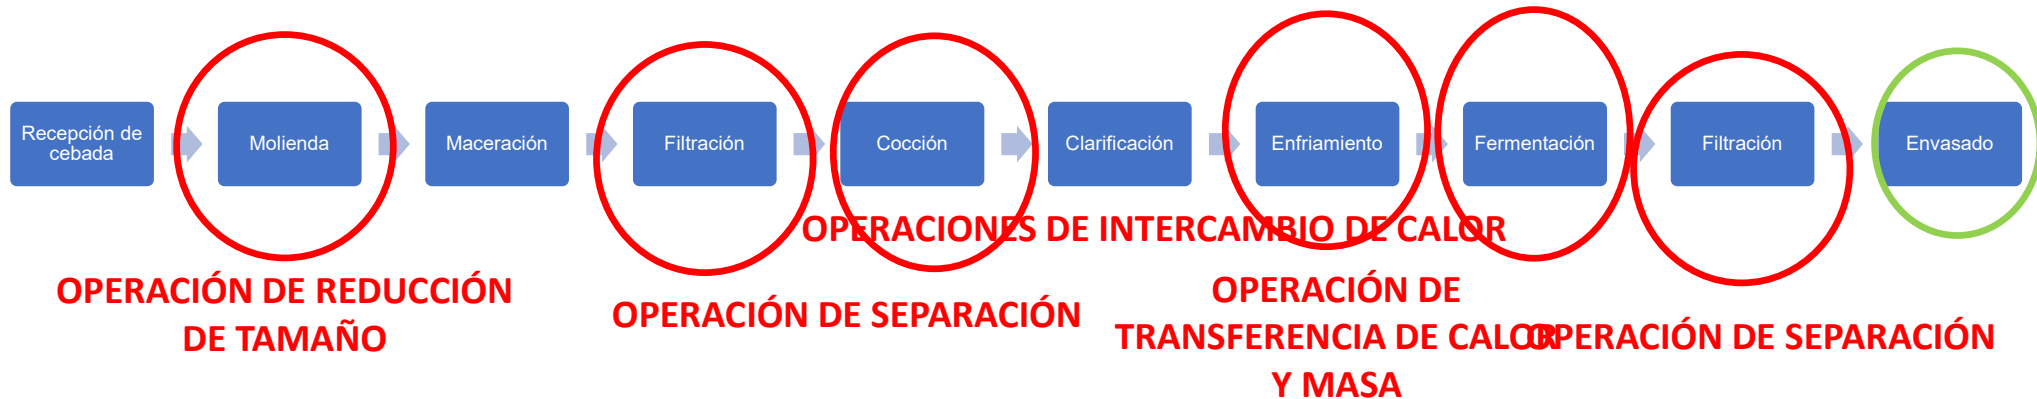 Recepción de
cebada
Molienda
Maceración
Filtración
Cocción
Clarificación
Enfriamiento
Fermentación
Filtración
Envasado
OPERACIONES DE INTERCAMBIO DE CALOR
OPERACIÓN DE REDUCCIÓN
DE TAMAÑO
OPERACIÓN DE SEPARACIÓN
OPERACIÓN DE
TRANSFERENCIA DE CALOR
Y MASA
OPERACIÓN DE SEPARACIÓN